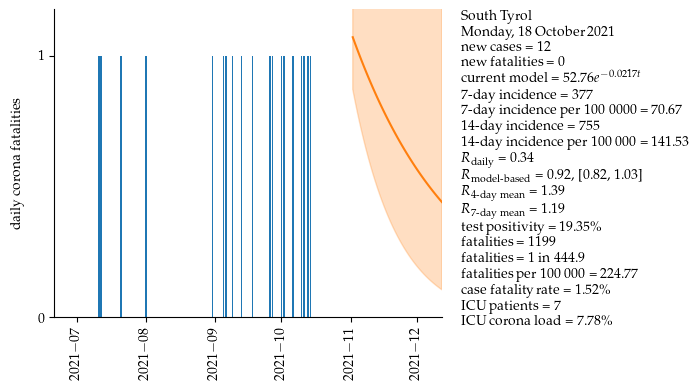 daily corona fatalities
1
0
2021−07
2021−08
2021−09
2021−10
2021−11
2021−12
South Tyrol
Monday, 18 October 2021
new cases = 12
new fatalities = 0
current model = 52.76e^{−0.0217t}
7-day incidence = 377
7-day incidence per 100 0000 = 70.67
14-day incidence = 755
14-day incidence per 100 000 = 141.53
R_daily = 0.34
R_model-based = 0.92, [0.82, 1.03]
R_4-day mean = 1.39
R_7-day mean = 1.19
test positivity = 19.35%
fatalities = 1199
fatalities = 1 in 444.9
fatalities per 100 000 = 224.77
case fatality rate = 1.52%
ICU patients = 7
ICU corona load = 7.78%